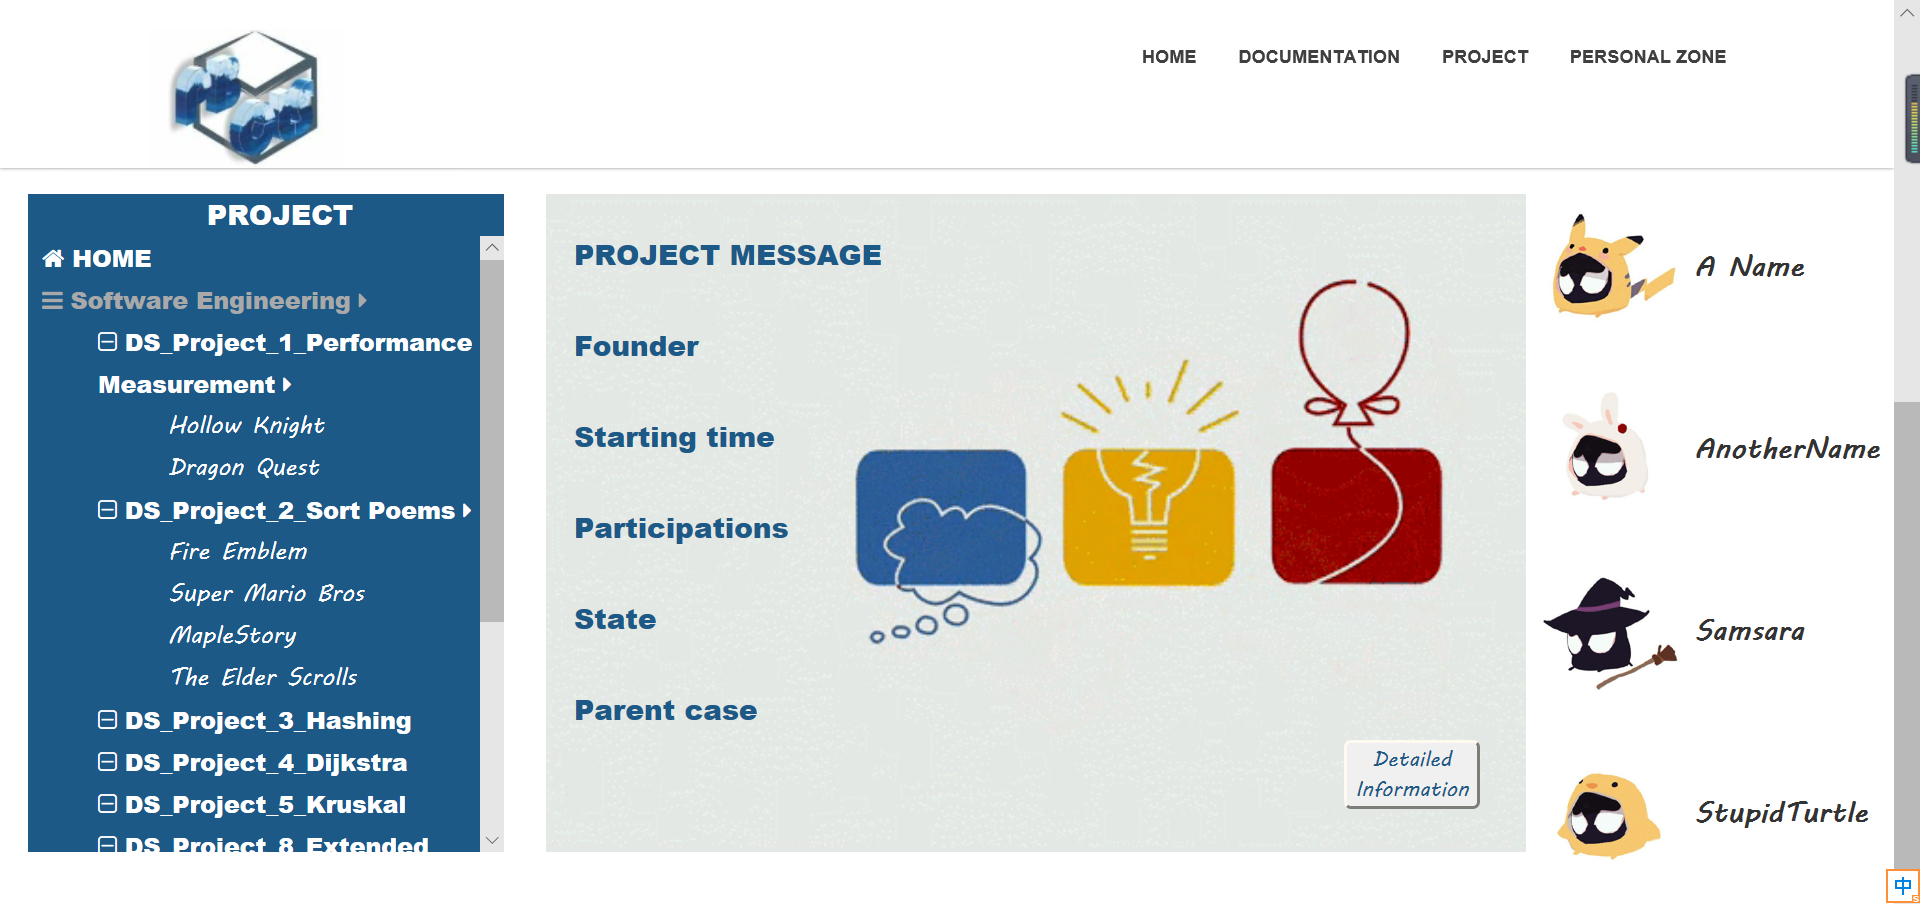 HOME DOCUMENTATION PROJECT PERSONAL ZONE
PROJECT
HOME
Software Engineering
DS_Project_1_Performance
Measurement
Hollow Knight
Dragon Quest
DS_Project_2_Sort Poems
Fire Emblem
Super Mario Bros
MapleStory
The Elder Scrolls
DS_Project_3_Hashing
DS_Project_4_Dijkstra
DS_Project_5_Kruskal
DS_Project_8_Extended
PROJECT MESSAGE
Founder
Starting time
Participations
State
Parent case
Detailed
Information
A Name
AnotherName
Samsara
StupidTurtle
中